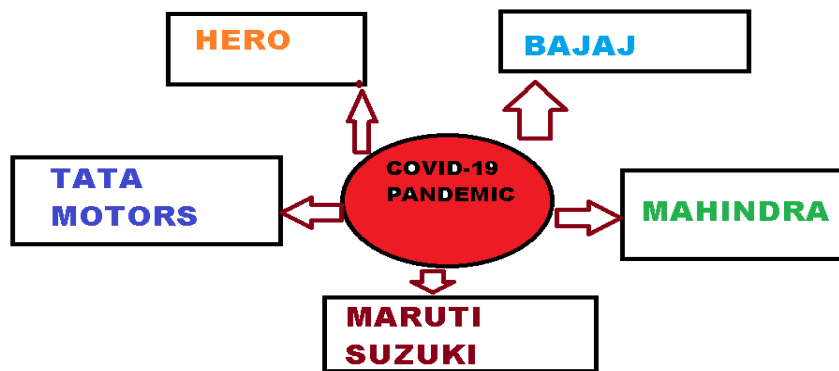 HERO
BAJAJ
COVID-19
PANDEMIC
TATA
MOTORS
MAHINDRA
MARUTI
SUZUKI